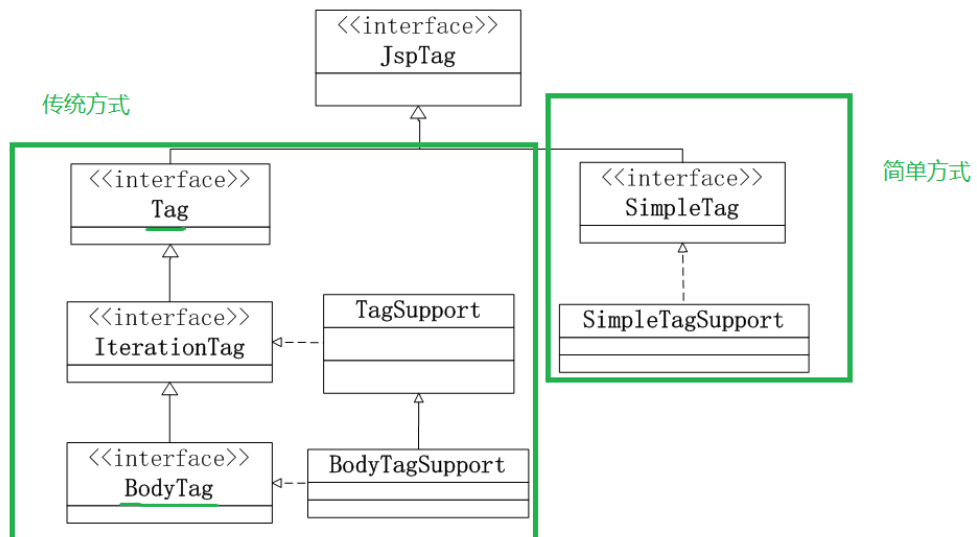 <<interface>>
JspTag
传统方式
<<interface>>
Tag
<<interface>>
SimpleTag
简单方式
<<interface>>
IterationTag
TagSupport
SimpleTagSupport
<<interface>>
BodyTag
BodyTagSupport